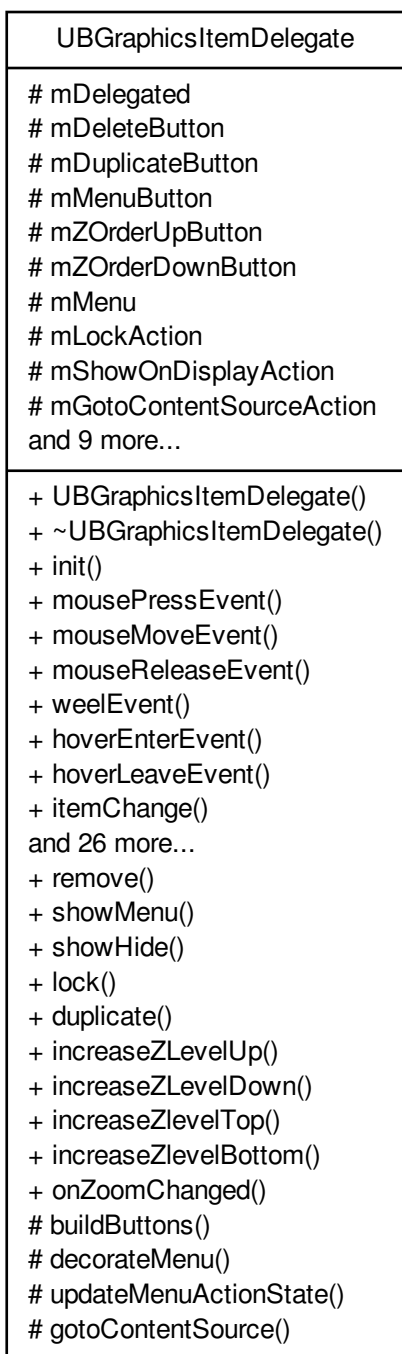 UBGraphicsItemDelegate
# mDelegated
# mDeleteButton
# mDuplicateButton
# mMenuButton
# mZOrderUpButton
# mZOrderDownButton
# mMenu
# mLockAction
# mShowOnDisplayAction
# mGotoContentSourceAction
and 9 more...
+ UBGraphicsItemDelegate()
+ ~UBGraphicsItemDelegate()
+ init()
+ mousePressEvent()
+ mouseMoveEvent()
+ mouseReleaseEvent()
+ weelEvent()
+ hoverEnterEvent()
+ hoverLeaveEvent()
+ itemChange()
and 26 more...
+ remove()
+ showMenu()
+ showHide()
+ lock()
+ duplicate()
+ increaseZLevelUp()
+ increaseZLevelDown()
+ increaseZlevelTop()
+ increaseZlevelBottom()
+ onZoomChanged()
# buildButtons()
# decorateMenu()
# updateMenuActionState()
# gotoContentSource()